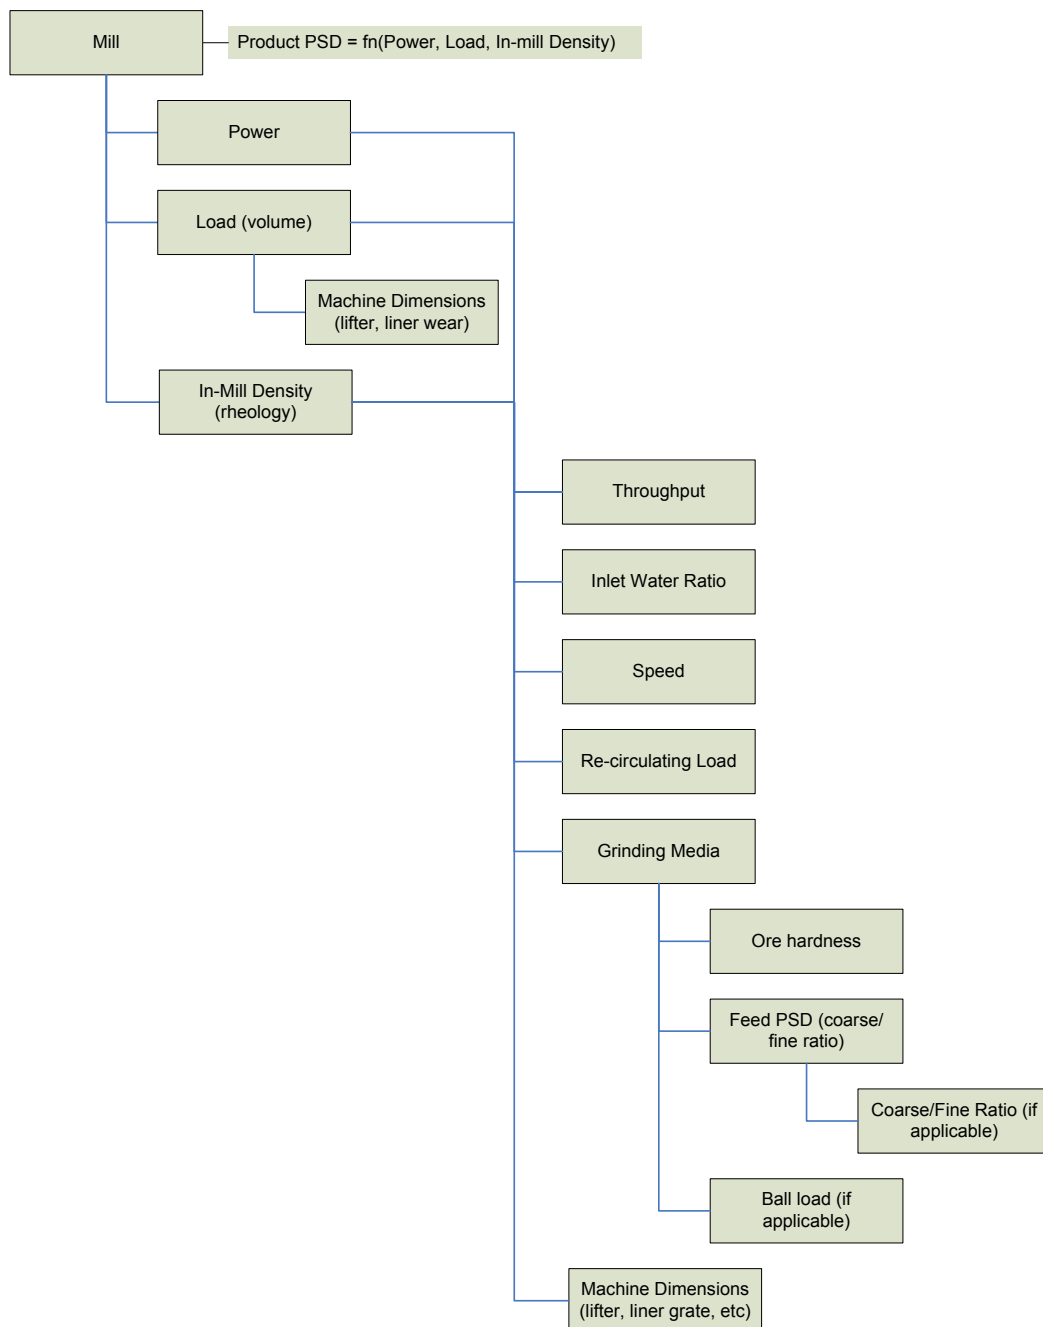 Mill
Product PSD = fn(Power, Load, In-mill Density)
Power
Load (volume)
Machine Dimensions
(lifter, liner wear)
In-Mill Density
(rheology)
Throughput
Inlet Water Ratio
Speed
Re-circulating Load
Grinding Media
Ore hardness
Feed PSD (coarse/
fine ratio)
Coarse/Fine Ratio (if
applicable)
Ball load (if
applicable)
Machine Dimensions
(lifter, liner grate, etc)